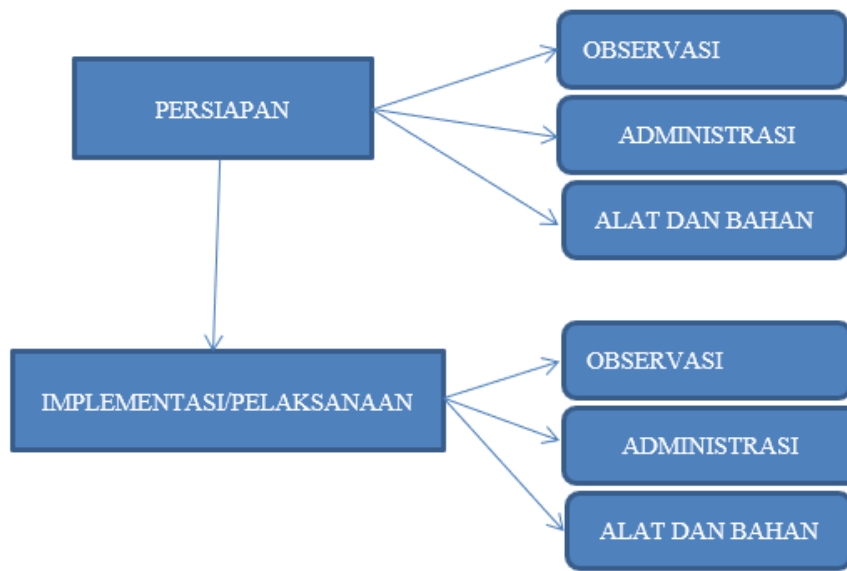 PERSIAPAN
OBSERVASI
ADMINISTRASI
ALAT DAN BAHAN
IMPLEMENTASI/PELAKSANAAN
OBSERVASI
ADMINISTRASI
ALAT DAN BAHAN